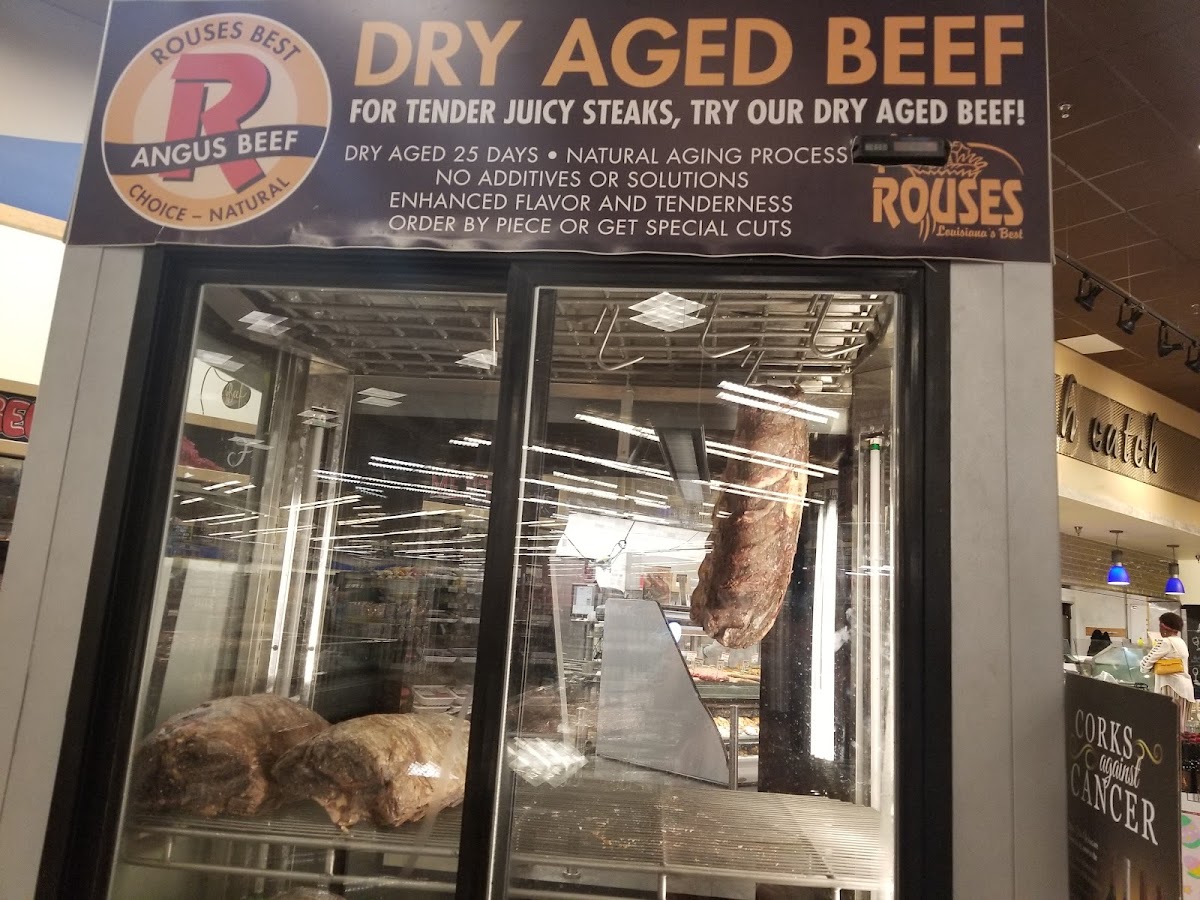 ROUSES BEST
R
ANGUS BEEF
CHOICE – NATURAL
DRY AGED BEEF
FOR TENDER JUICY STEAKS, TRY OUR DRY AGED BEEF!
DRY AGED 25 DAYS • NATURAL AGING PROCESS
NO ADDITIVES OR SOLUTIONS
ENHANCED FLAVOR AND TENDERNESS
ORDER BY PIECE OR GET SPECIAL CUTS
ROUSES
Louisiana's Best
h catch
CORKS
against
CANCER